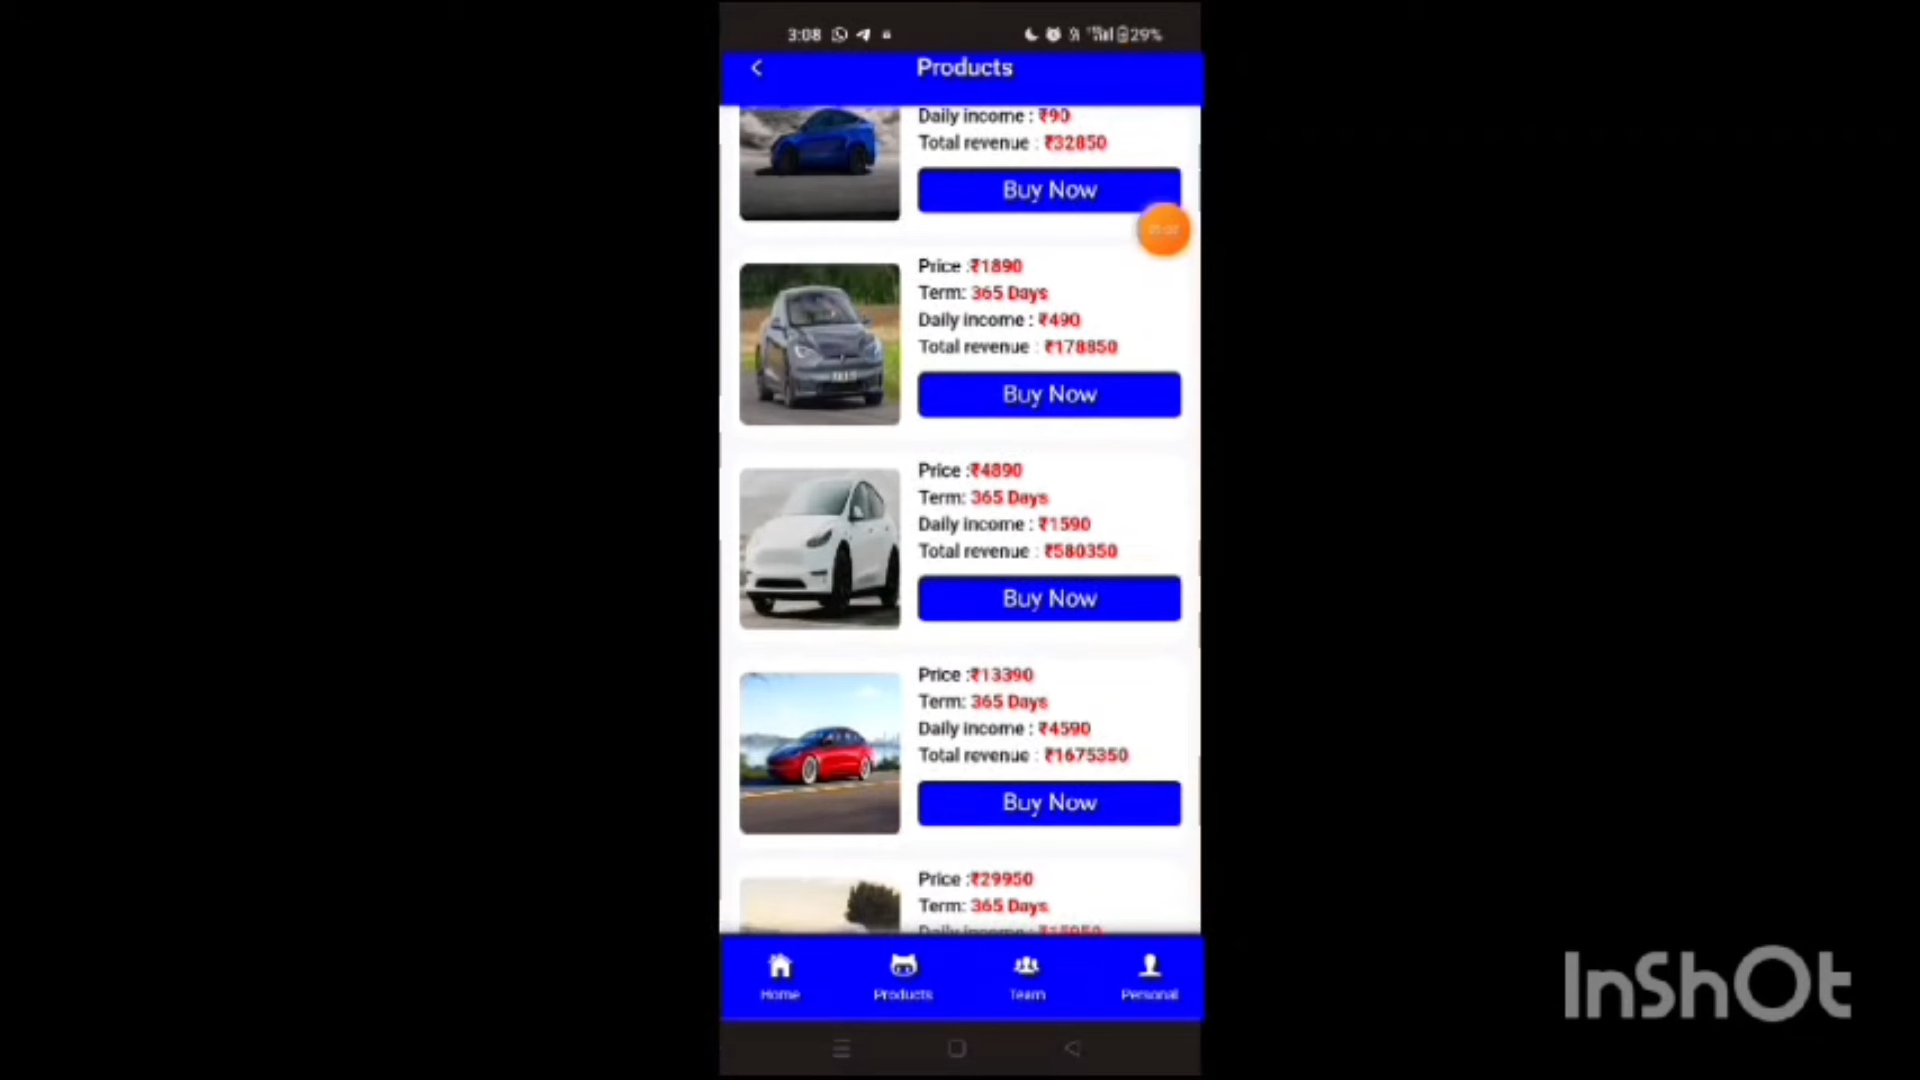 3:08
29%
Products
Daily income : ₹90
Total revenue : ₹32850
Buy Now
Price :₹1890
Term: 365 Days
Daily income : ₹490
Total revenue : ₹178850
Buy Now
Price :₹4890
Term: 365 Days
Daily income : ₹1590
Total revenue : ₹580350
Buy Now
Price :₹13390
Term: 365 Days
Daily income : ₹4590
Total revenue : ₹1675350
Buy Now
Price :₹29950
Term: 365 Days
Daily income :
Home
Products
Team
Personal
InShOt